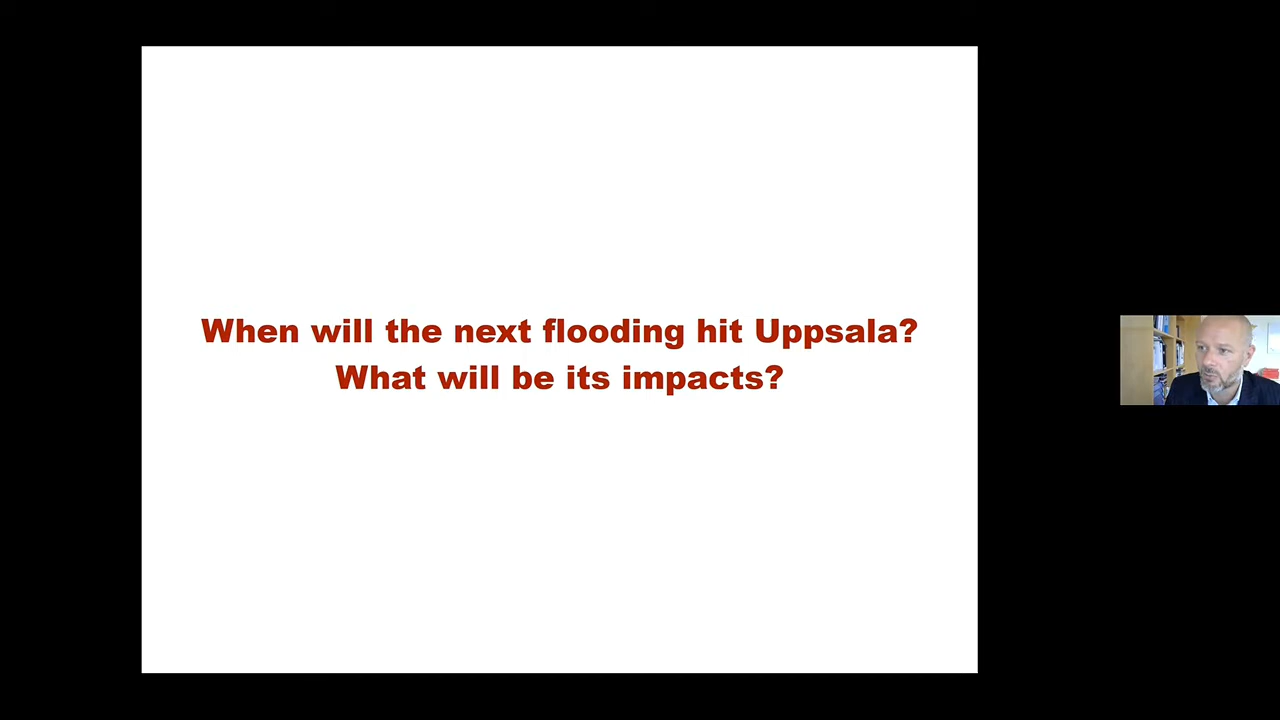 When will the next flooding hit Uppsala?
What will be its impacts?